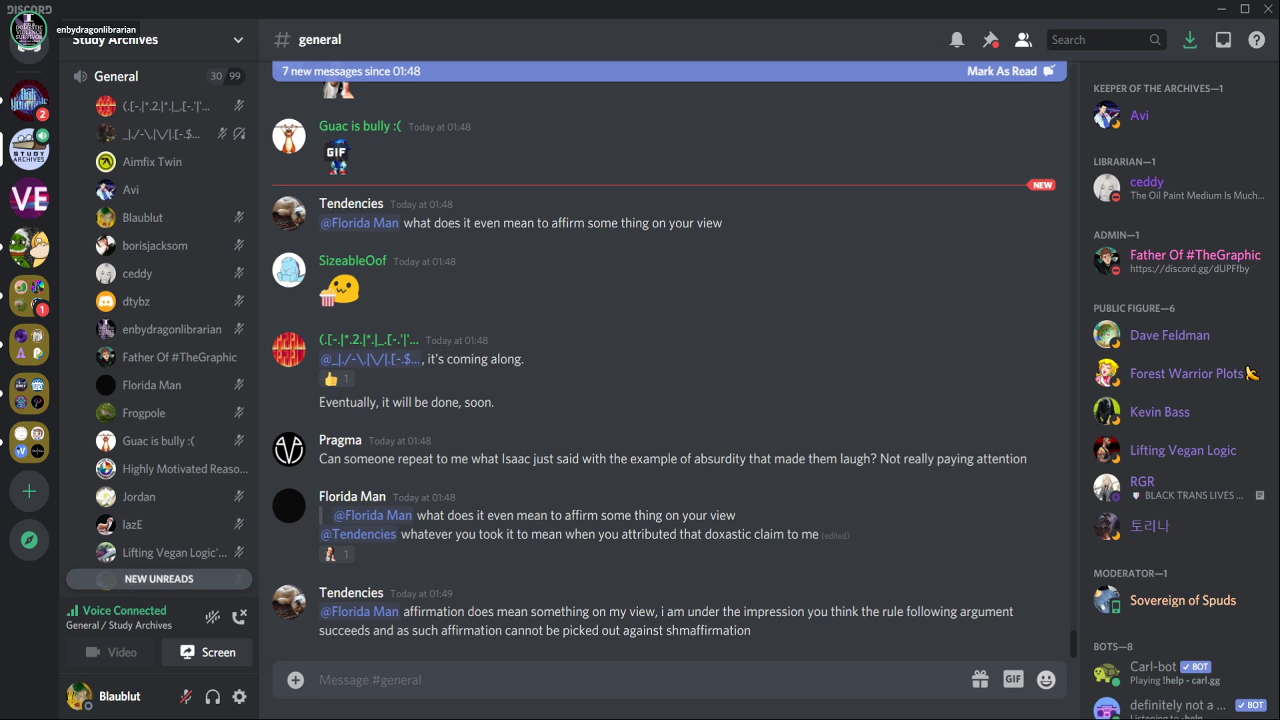 DISCORD
enbydragonlibrarian
Study Archives
# general
Search
General
30 99
(.[-.|*.2.|*.|_.[-.'|'...
_|./-\.|\/|.[-.$...
Aimfix Twin
Avi
Blaublut
borisjacksom
ceddy
dtybz
enbydragonlibrarian
Father Of #TheGraphic
Florida Man
Frogpole
Guac is bully :(
Highly Motivated Reaso...
Jordan
lazE
Lifting Vegan Logic'...
NEW UNREADS
Voice Connected
General / Study Archives
Video
Screen
Blaublut
2
STUDY
ARCHIVES
VE
1
7 new messages since 01:48
Mark As Read
Guac is bully :( Today at 01:48
GIF
NEW
Tendencies Today at 01:48
@Florida Man what does it even mean to affirm some thing on your view
SizeableOof Today at 01:48
(.[-.|*.2.|*.|_.[-.'|'... Today at 01:48
@_|./-\.|\/|.[-.$..., it's coming along.
1
Eventually, it will be done, soon.
Pragma Today at 01:48
Can someone repeat to me what Isaac just said with the example of absurdity that made them laugh? Not really paying attention
Florida Man Today at 01:48
@Florida Man what does it even mean to affirm some thing on your view
@Tendencies whatever you took it to mean when you attributed that doxastic claim to me (edited)
1
Tendencies Today at 01:49
@Florida Man affirmation does mean something on my view, i am under the impression you think the rule following argument
succeeds and as such affirmation cannot be picked out against shmaffirmation
Message #general
GIF
KEEPER OF THE ARCHIVES—1
Avi
LIBRARIAN—1
ceddy
The Oil Paint Medium Is Much...
ADMIN—1
Father Of #TheGraphic
https://discord.gg/dUPFfby
PUBLIC FIGURE—6
Dave Feldman
Forest Warrior Plots
Kevin Bass
Lifting Vegan Logic
RGR
BLACK TRANS LIVES ...
토리나
MODERATOR—1
Sovereign of Spuds
BOTS—8
Carl-bot BOT
Playing !help - carl.gg
definitely not a ... BOT
Listening to -help